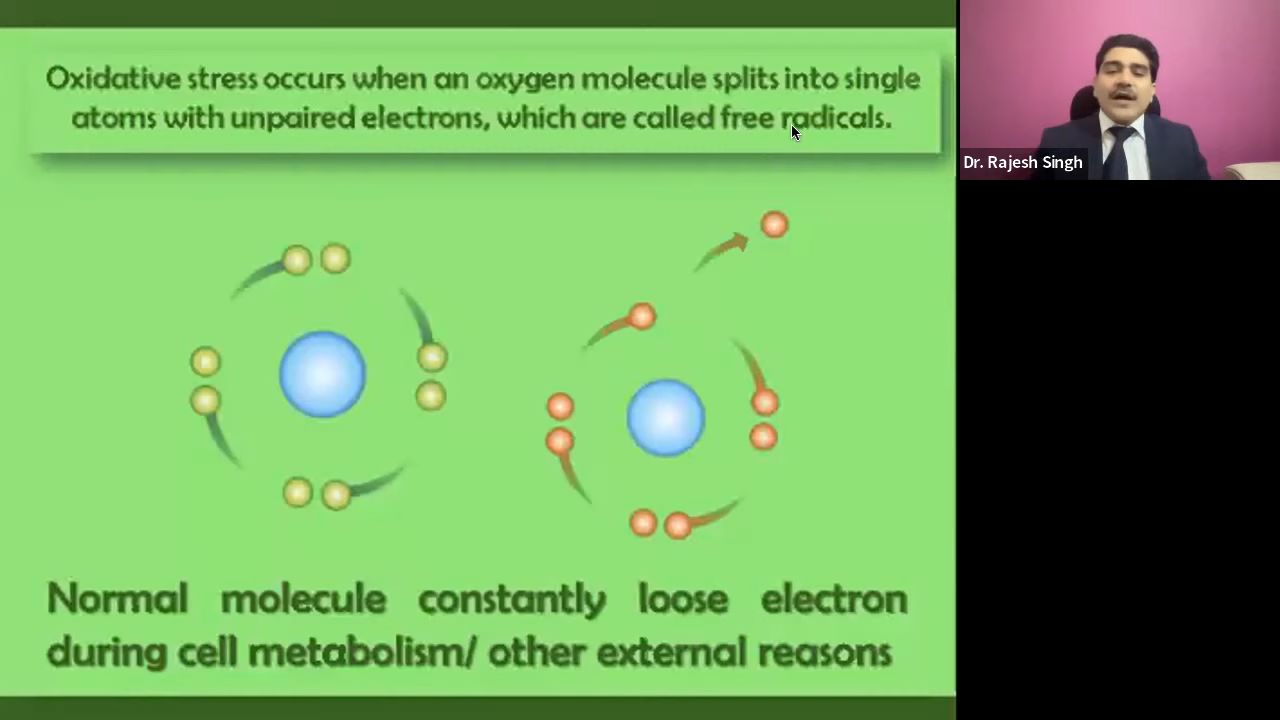 Oxidative stress occurs when an oxygen molecule splits into single
atoms with unpaired electrons, which are called free radicals.
Dr. Rajesh Singh
Normal molecule constantly loose electron
during cell metabolism/ other external reasons